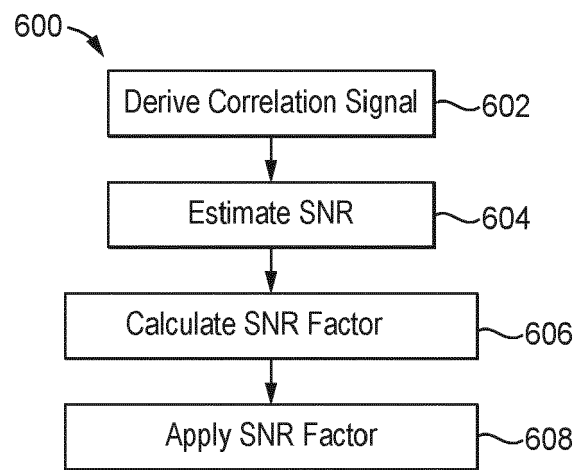 600
Derive Correlation Signal
602
Estimate SNR
604
Calculate SNR Factor
606
Apply SNR Factor
608